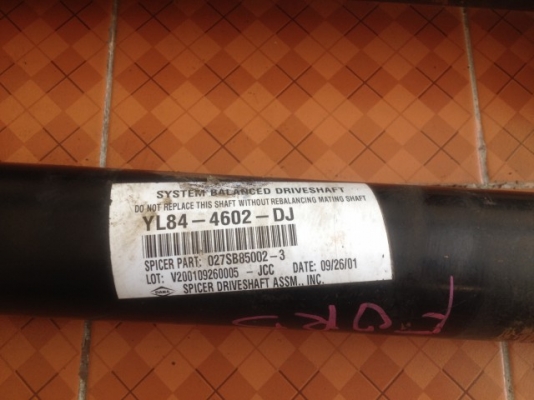 SYSTEM BALANCED DRIVESHAFT
DO NOT REPLACE THIS SHAFT WITHOUT REBALANCING MATING SHAFT
YL84-4602-DJ
SPICER PART: 027SB85002-3
LOT: V200109260005 - JCC DATE: 09/26/01
SPICER DRIVESHAFT ASSM., INC.